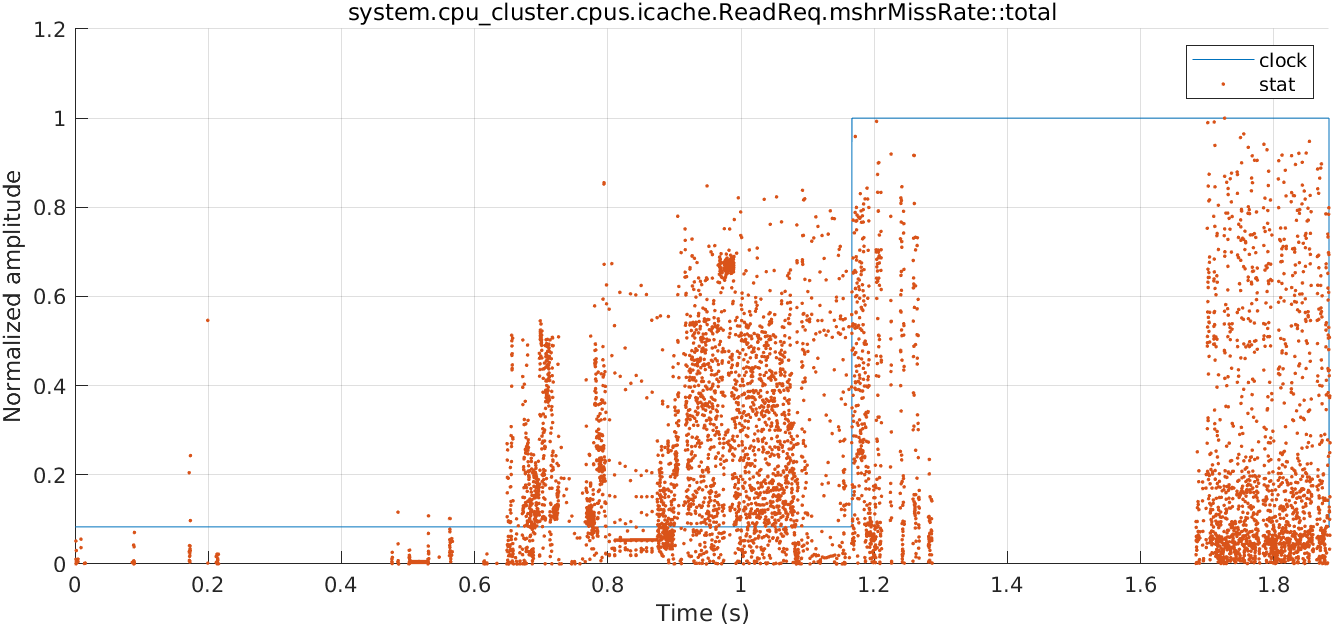 system.cpu_cluster.cpus.icache.ReadReq.mshrMissRate::total
1.2
1
0.8
0.6
0.4
0.2
0
Normalized amplitude
clock
stat
0 0.2 0.4 0.6 0.8 1 1.2 1.4 1.6 1.8
Time (s)